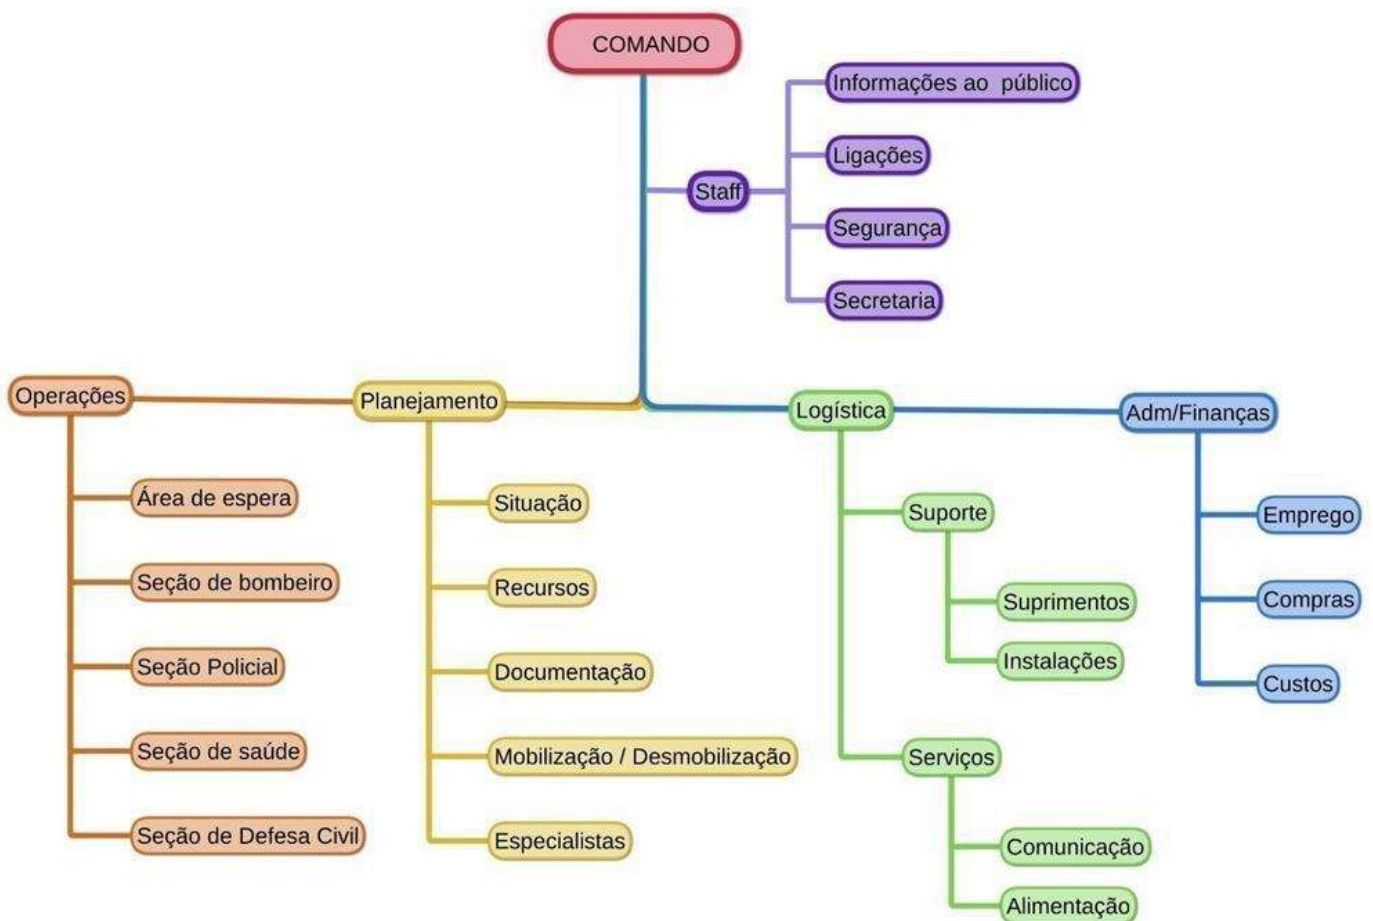 COMANDO
Informações ao público
Ligações
Staff
Segurança
Secretaria
Operações
Planejamento
Logística
Adm/Finanças
Área de espera
Seção de bombeiro
Seção Policial
Seção de saúde
Seção de Defesa Civil
Situação
Recursos
Documentação
Mobilização / Desmobilização
Especialistas
Suporte
Suprimentos
Instalações
Serviços
Comunicação
Alimentação
Emprego
Compras
Custos